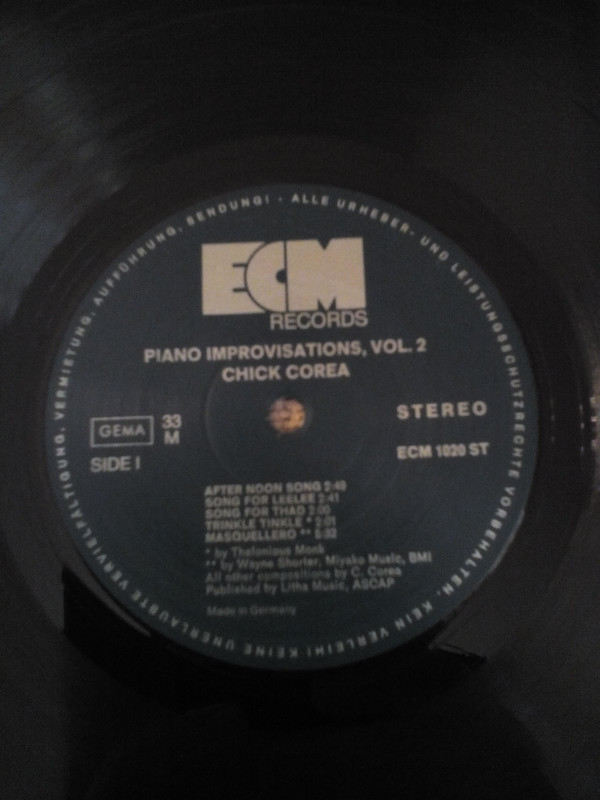 ECM
RECORDS
PIANO IMPROVISATIONS, VOL. 2
CHICK COREA
GEMA
33
M
SIDE I
STEREO
ECM 1020 ST
AFTER NOON SONG 2:49
SONG FOR LEELEE 2:41
SONG FOR THAD 2:00
TRINKLE TINKLE * 2:01
MASQUELLERO ** 8:32
* by Thelonious Monk
** by Wayne Shorter, Miyako Music, BMI
All other compositions by C. Corea
Published by Litha Music, ASCAP
Made in Germany
ALLE URHEBER- UND LEISTUNGSSCHUTZRECHTE VORBEHALTEN · KEIN VERLEIH! KEINE UNERLAUBTE VERVIELFÄLTIGUNG, VERMIETUNG, AUFFÜHRUNG, SENDUNG! ·